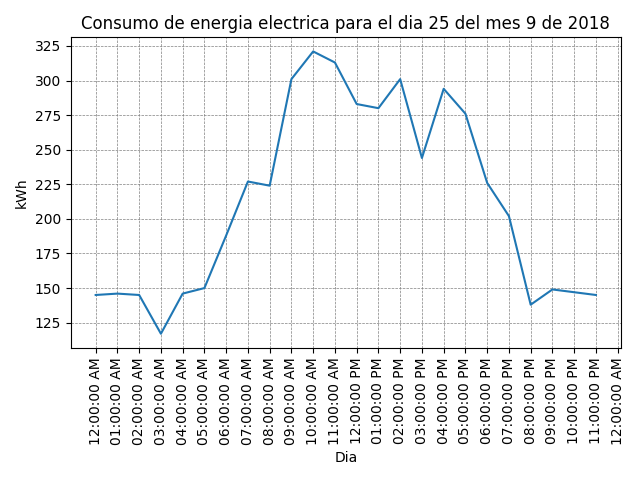 Consumo de energia electrica para el dia 25 del mes 9 de 2018
325
300
275
250
225
200
175
150
125
kWh
12:00:00 AM
01:00:00 AM
02:00:00 AM
03:00:00 AM
04:00:00 AM
05:00:00 AM
06:00:00 AM
07:00:00 AM
08:00:00 AM
09:00:00 AM
10:00:00 AM
11:00:00 AM
12:00:00 PM
01:00:00 PM
02:00:00 PM
03:00:00 PM
04:00:00 PM
05:00:00 PM
06:00:00 PM
07:00:00 PM
08:00:00 PM
09:00:00 PM
10:00:00 PM
11:00:00 PM
12:00:00 AM
Dia